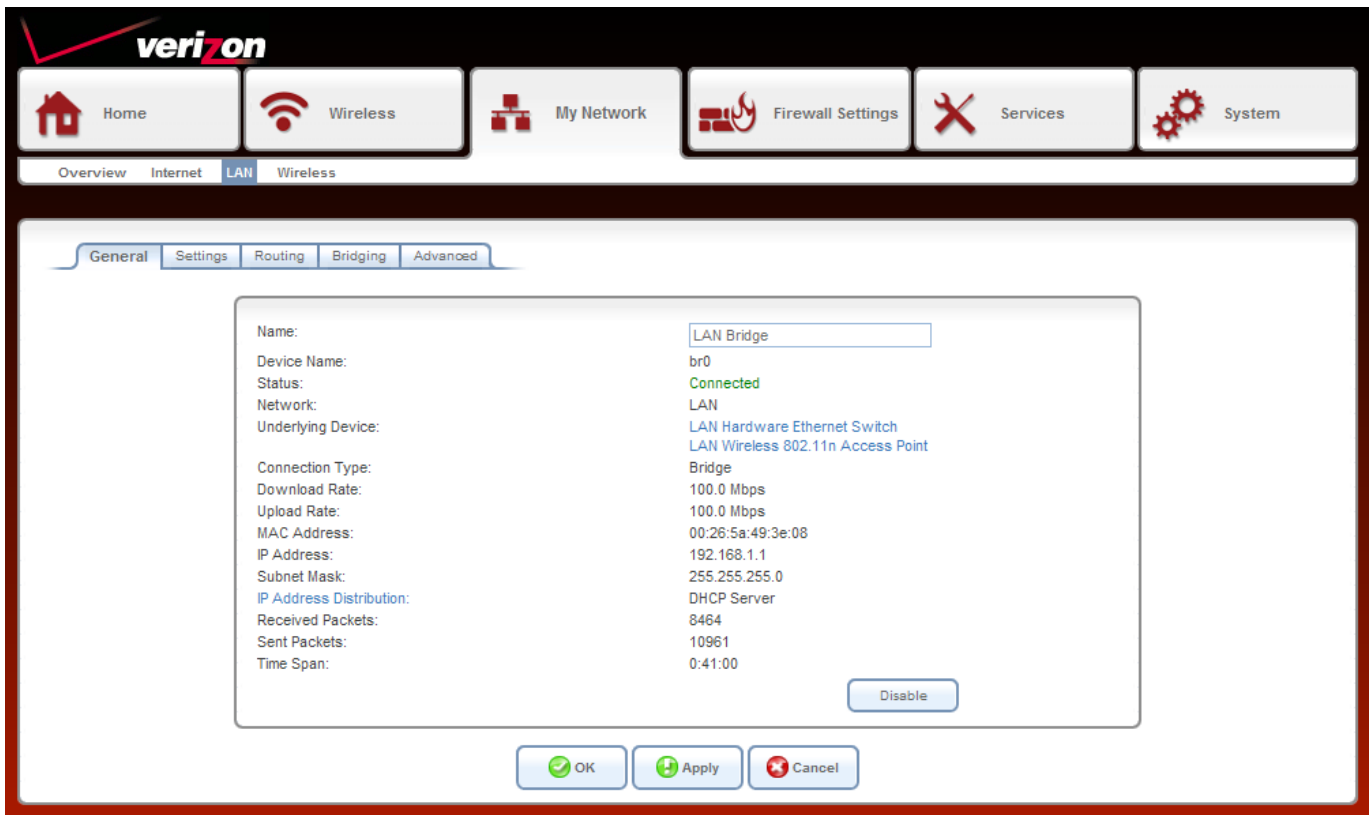 verizon
Home Wireless My Network Firewall Settings Services System
Overview Internet LAN Wireless
General Settings Routing Bridging Advanced
Name: LAN Bridge
Device Name: br0
Status: Connected
Network: LAN
Underlying Device: LAN Hardware Ethernet Switch
LAN Wireless 802.11n Access Point
Connection Type: Bridge
Download Rate: 100.0 Mbps
Upload Rate: 100.0 Mbps
MAC Address: 00:26:5a:49:3e:08
IP Address: 192.168.1.1
Subnet Mask: 255.255.255.0
IP Address Distribution: DHCP Server
Received Packets: 8464
Sent Packets: 10961
Time Span: 0:41:00
Disable
OK Apply Cancel